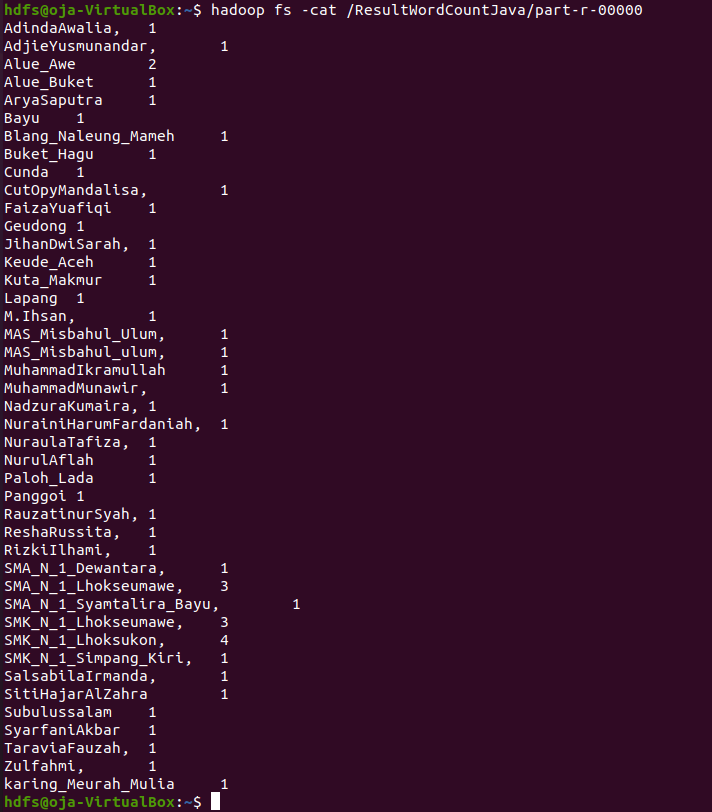 hdfs@oja-VirtualBox:~$ hadoop fs -cat /ResultWordCountJava/part-r-00000
AdindaAwalia,	1
AdjieYusmunandar,	1
Alue_Awe	2
Alue_Buket	1
AryaSaputra	1
Bayu	1
Blang_Naleung_Mameh	1
Buket_Hagu	1
Cunda	1
CutOpyMandalisa,	1
FaizaYuafiqi	1
Geudong	1
JihanDwiSarah,	1
Keude_Aceh	1
Kuta_Makmur	1
Lapang	1
M.Ihsan,	1
MAS_Misbahul_Ulum,	1
MAS_Misbahul_ulum,	1
MuhammadIkramullah	1
MuhammadMunawir,	1
NadzuraKumaira,	1
NurainiHarumFardaniah,	1
NuraulaTafiza,	1
NurulAflah	1
Paloh_Lada	1
Panggoi	1
RauzatinurSyah,	1
ReshaRussita,	1
RizkiIlhami,	1
SMA_N_1_Dewantara,	1
SMA_N_1_Lhokseumawe,	3
SMA_N_1_Syamtalira_Bayu,	1
SMK_N_1_Lhokseumawe,	3
SMK_N_1_Lhoksukon,	4
SMK_N_1_Simpang_Kiri,	1
SalsabilaIrmanda,	1
SitiHajarAlZahra	1
Subulussalam	1
SyarfaniAkbar	1
TaraviaFauzah,	1
Zulfahmi,	1
karing_Meurah_Mulia	1
hdfs@oja-VirtualBox:~$